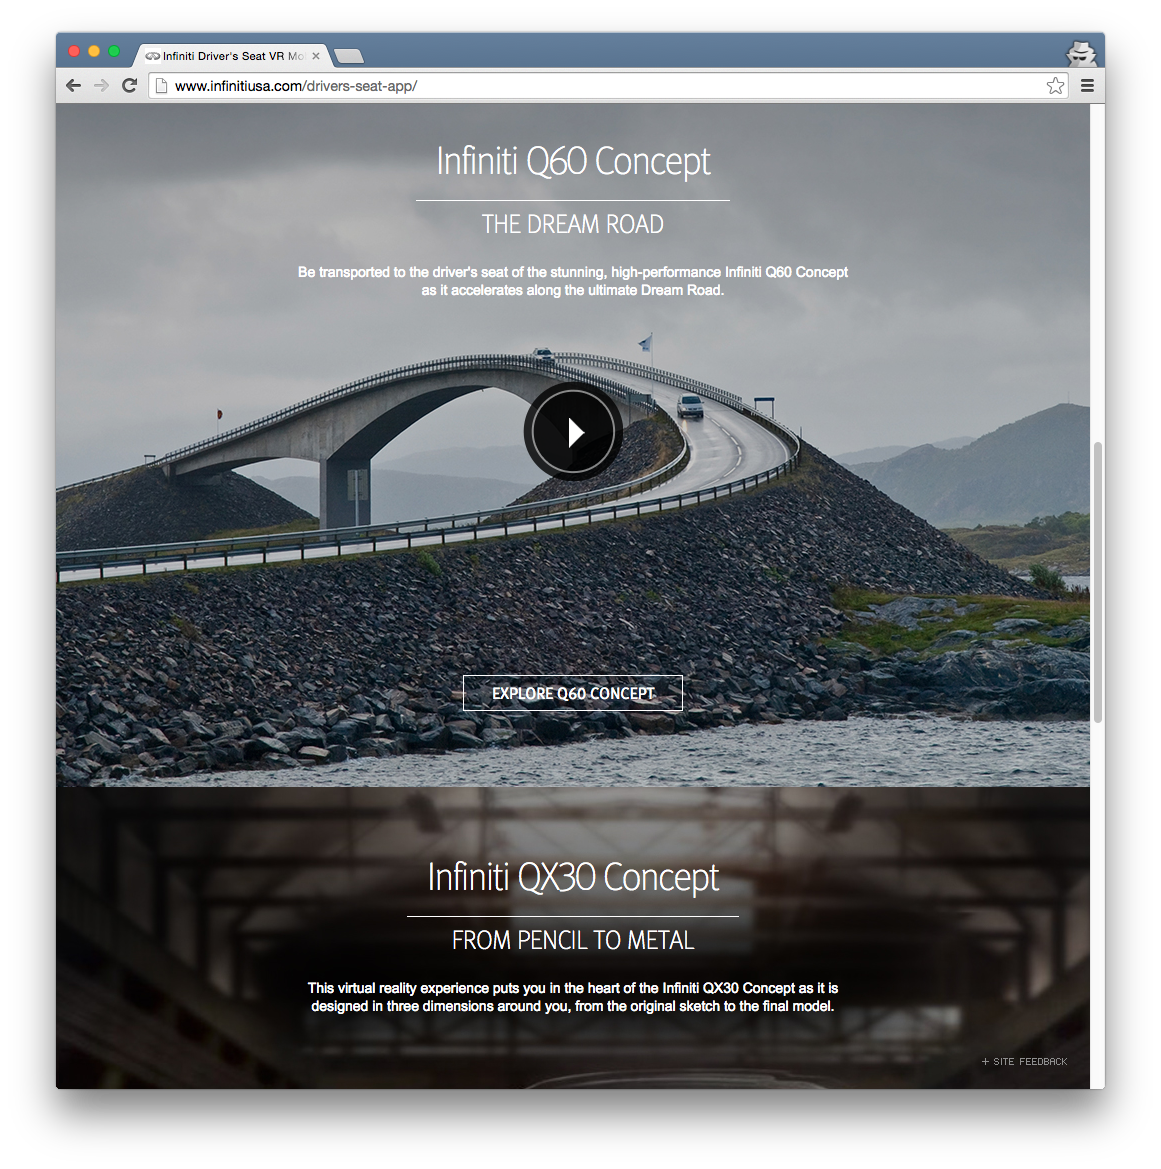 Infiniti Driver's Seat VR Mo
www.infinitiusa.com/drivers-seat-app/
Infiniti Q60 Concept
THE DREAM ROAD
Be transported to the driver's seat of the stunning, high-performance Infiniti Q60 Concept
as it accelerates along the ultimate Dream Road.
EXPLORE Q60 CONCEPT
Infiniti QX30 Concept
FROM PENCIL TO METAL
This virtual reality experience puts you in the heart of the Infiniti QX30 Concept as it is
designed in three dimensions around you, from the original sketch to the final model.
+ SITE FEEDBACK